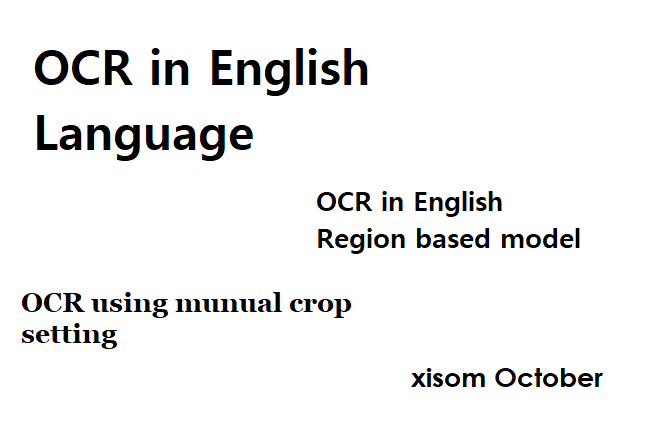 OCR in English
Language
OCR in English
Region based model
OCR using munual crop
setting
xisom October